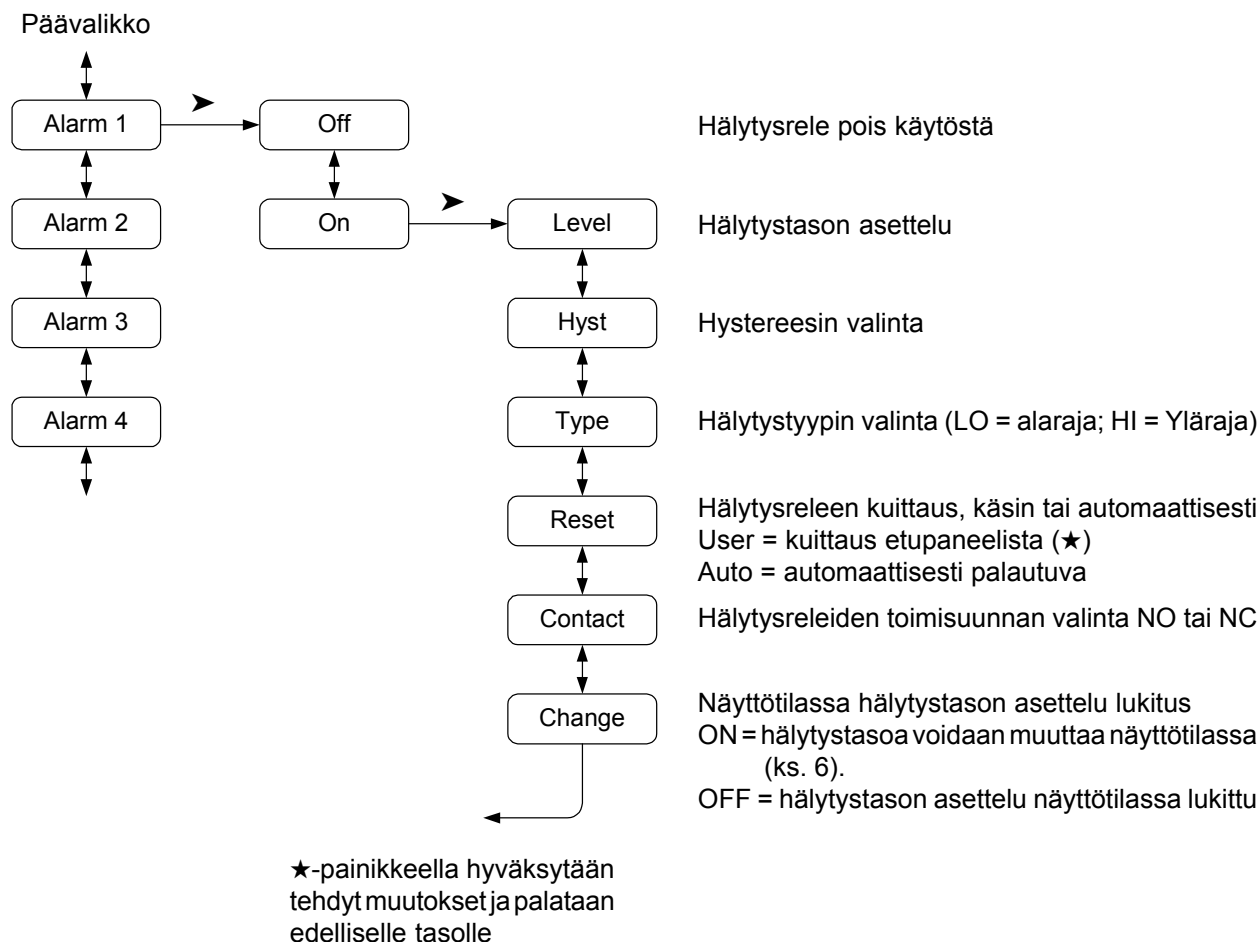 Päävalikko
Alarm 1
➤
Off
Hälytysrele pois käytöstä
Alarm 2
On
➤
Level
Hälytystason asettelu
Alarm 3
Hyst
Hystereesin valinta
Alarm 4
Type
Hälytystyypin valinta (LO = alaraja; HI = Yläraja)
Reset
Hälytysreleen kuittaus, käsin tai automaattisesti
User = kuittaus etupaneelista (★)
Auto = automaattisesti palautuva
Contact
Hälytysreleiden toimisuunnan valinta NO tai NC
Change
Näyttötilassa hälytystason asettelu lukitus
ON = hälytystasoa voidaan muuttaa näyttötilassa
(ks. 6).
OFF = hälytystason asettelu näyttötilassa lukittu
★-painikkeella hyväksytään
tehdyt muutokset ja palataan
edelliselle tasolle